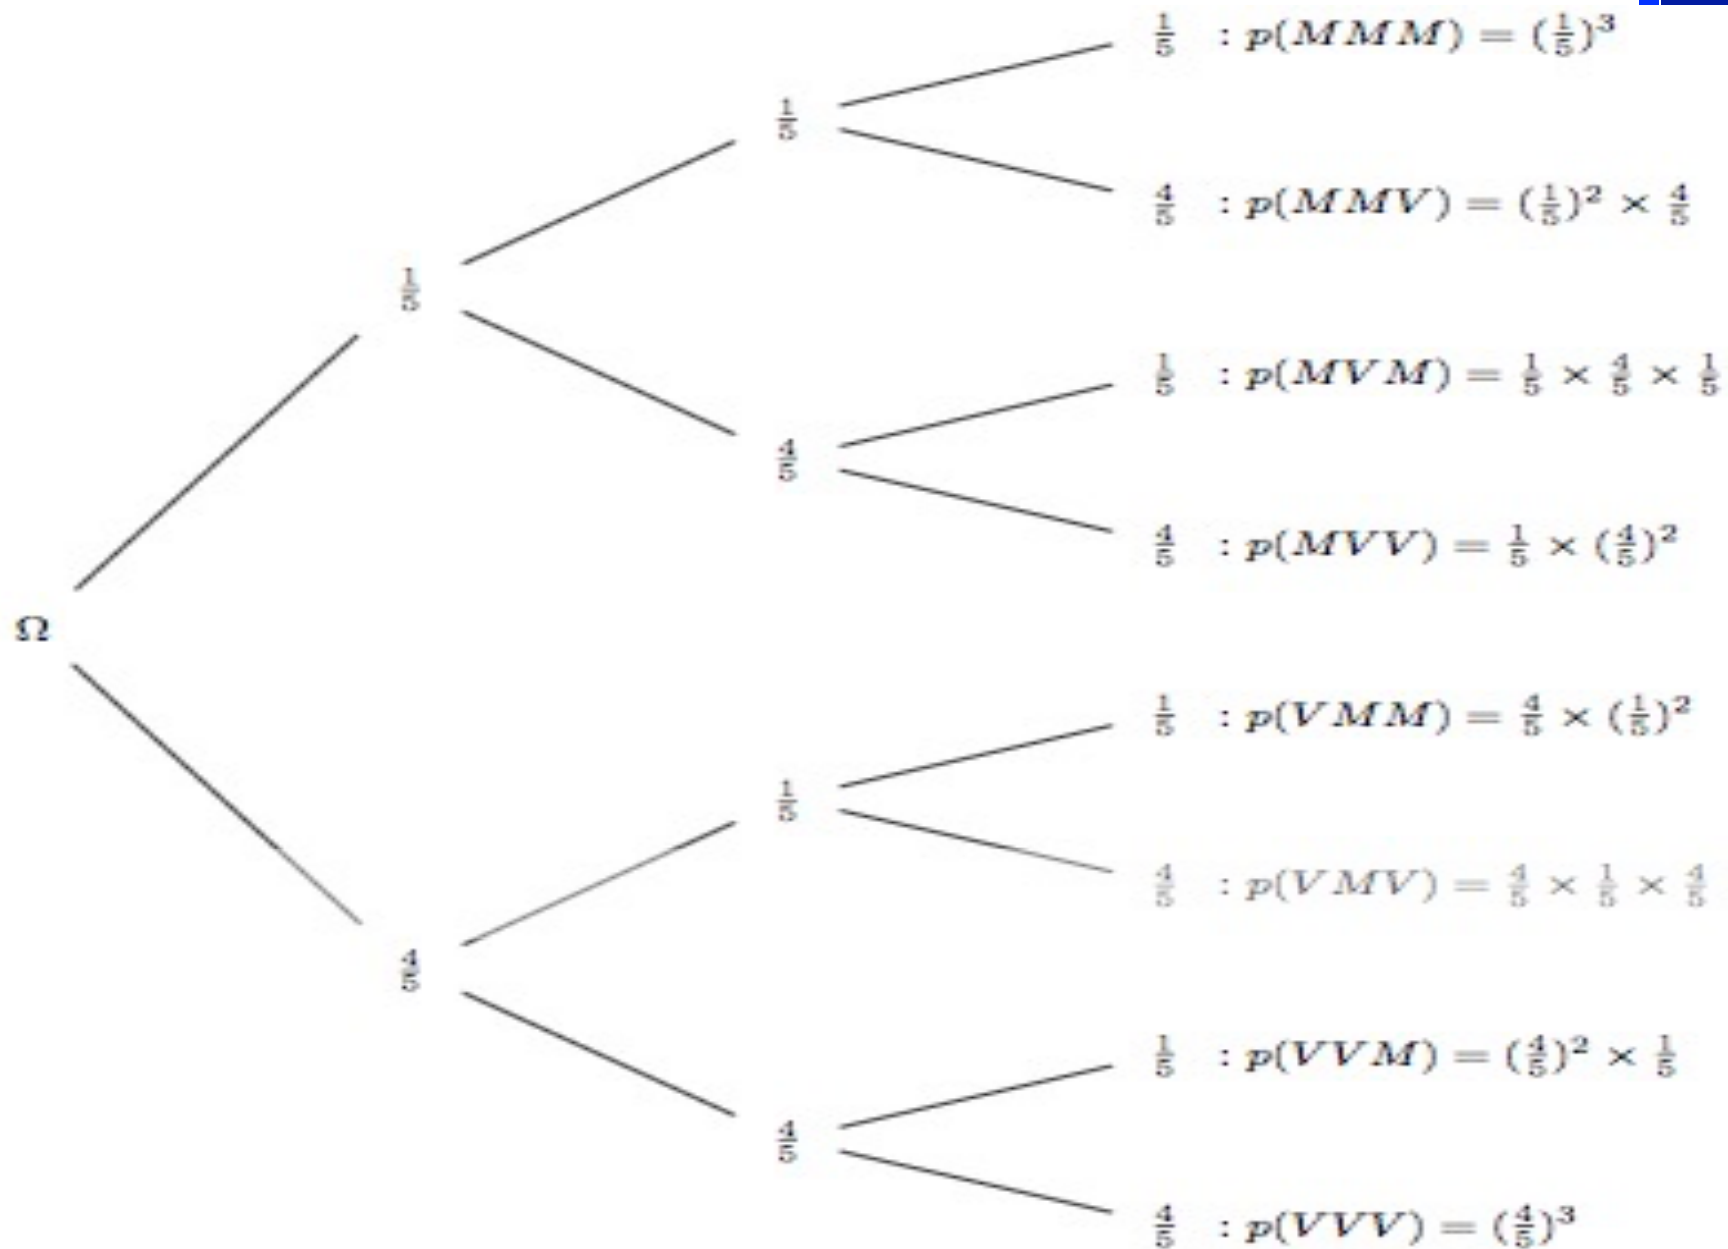 1/5 : p(MMM) = (1/5)³
1/5
4/5 : p(MMV) = (1/5)² × 4/5
1/5
1/5 : p(MVM) = 1/5 × 4/5 × 1/5
4/5
4/5 : p(MVV) = 1/5 × (4/5)²
Ω
1/5 : p(VMM) = 4/5 × (1/5)²
1/5
4/5 : p(VMV) = 4/5 × 1/5 × 4/5
4/5
1/5 : p(VVM) = (4/5)² × 1/5
4/5
4/5 : p(VVV) = (4/5)³